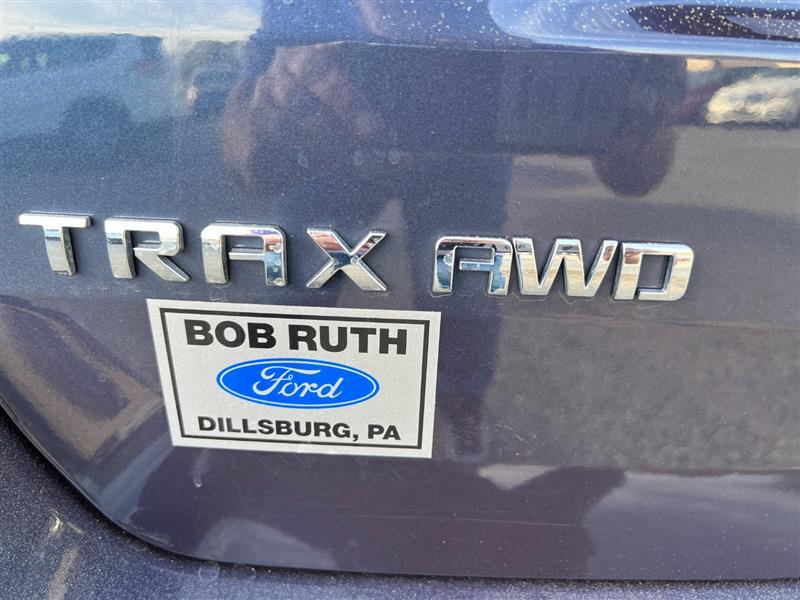 TRAX AWD
BOB RUTH
Ford
DILLSBURG, PA